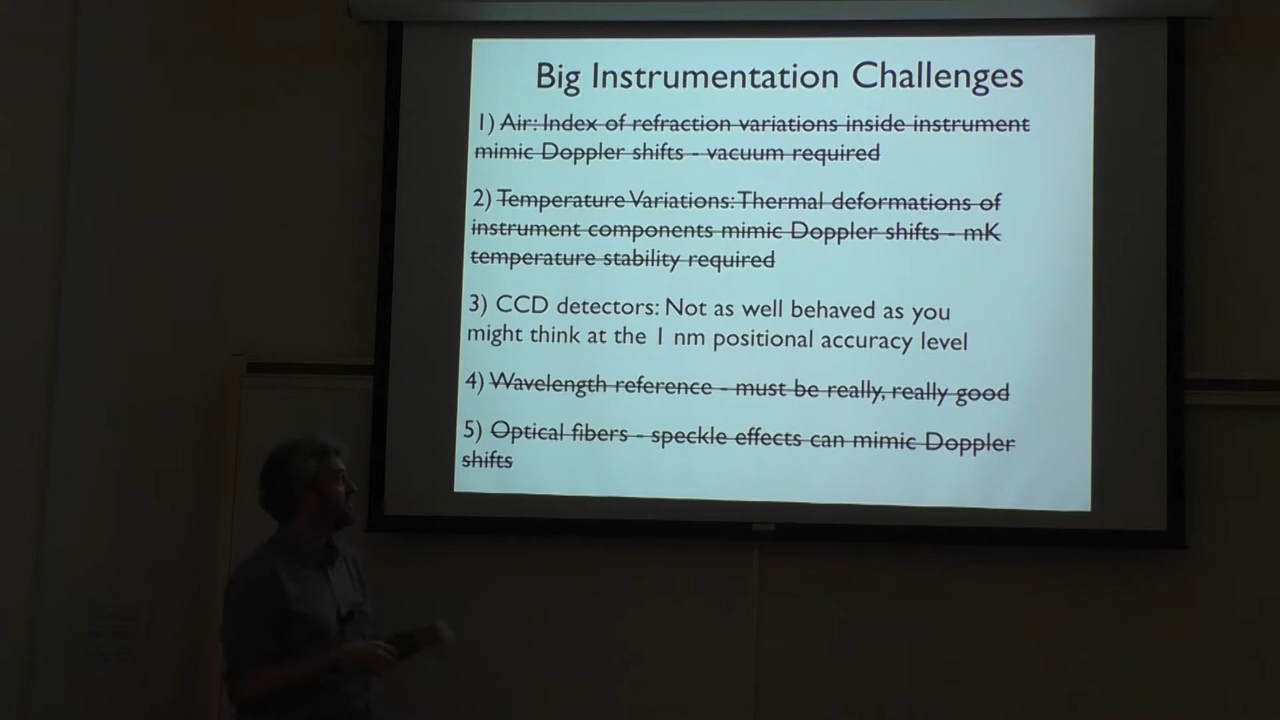 Big Instrumentation Challenges
1) Air: Index of refraction variations inside instrument
mimic Doppler shifts - vacuum required
2) Temperature Variations: Thermal deformations of
instrument components mimic Doppler shifts - mK
temperature stability required
3) CCD detectors: Not as well behaved as you
might think at the 1 nm positional accuracy level
4) Wavelength reference - must be really, really good
5) Optical fibers - speckle effects can mimic Doppler
shifts